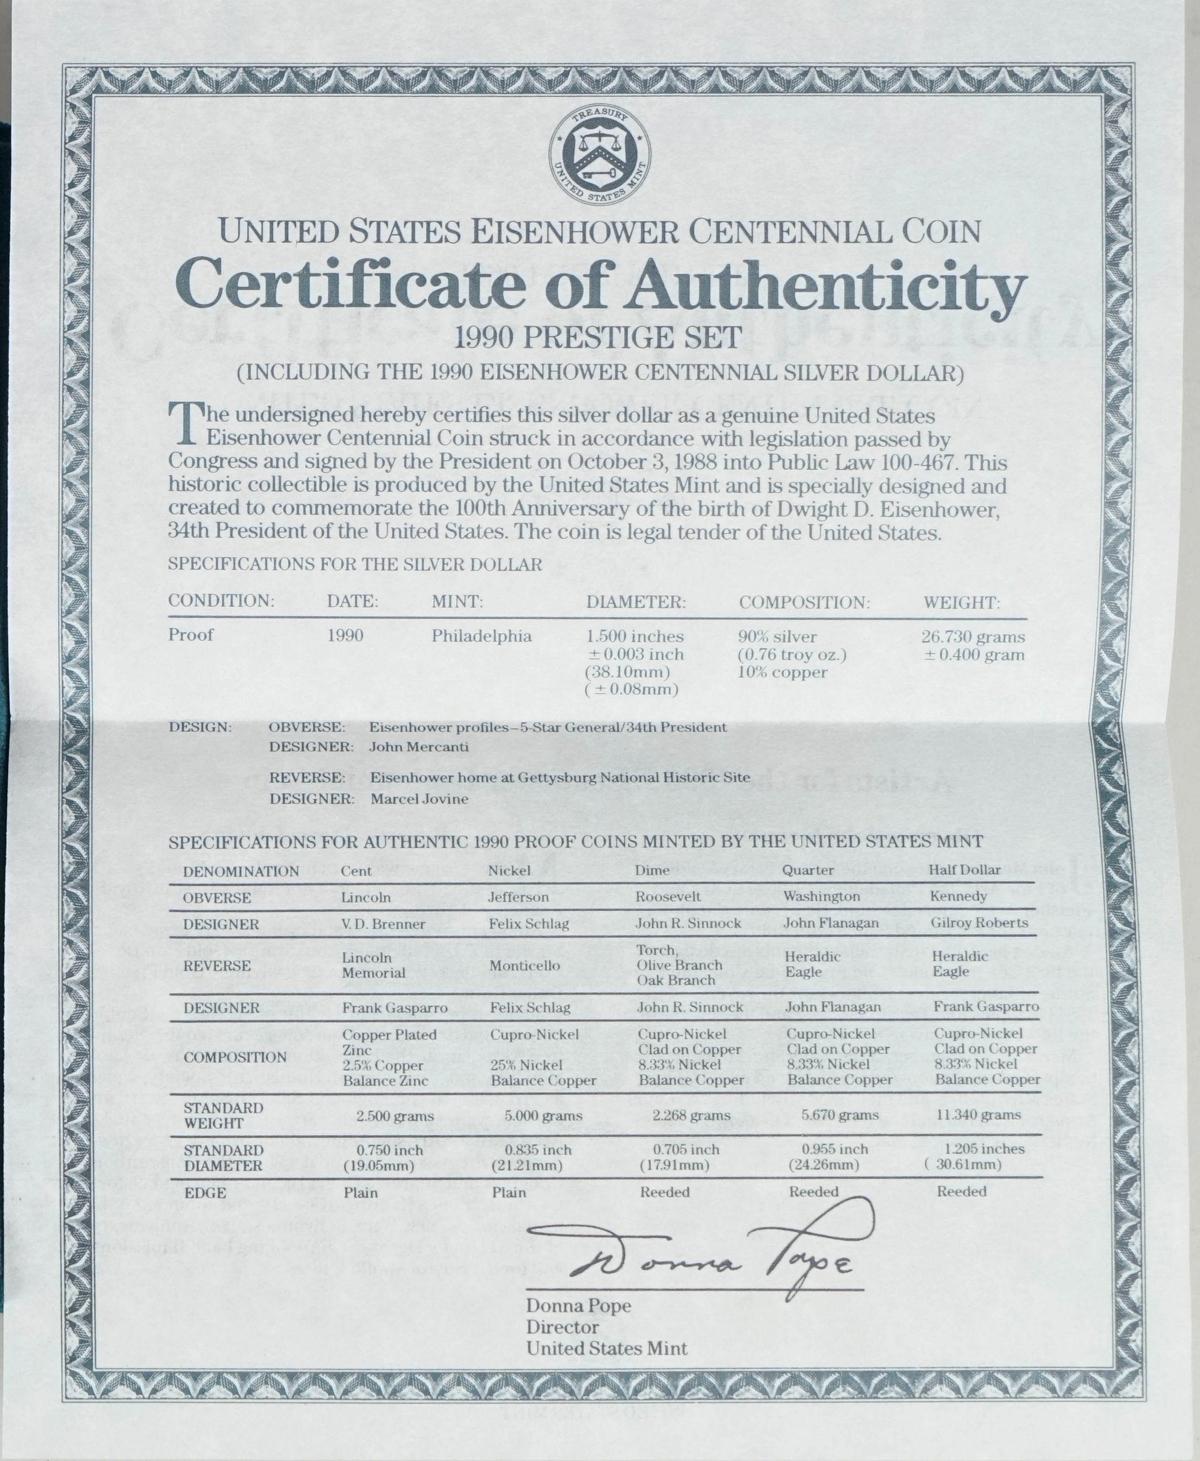 TREASURY
UNITED STATES MINT
UNITED STATES EISENHOWER CENTENNIAL COIN
Certificate of Authenticity
1990 PRESTIGE SET
(INCLUDING THE 1990 EISENHOWER CENTENNIAL SILVER DOLLAR)
The undersigned hereby certifies this silver dollar as a genuine United States
Eisenhower Centennial Coin struck in accordance with legislation passed by
Congress and signed by the President on October 3, 1988 into Public Law 100-467. This
historic collectible is produced by the United States Mint and is specially designed and
created to commemorate the 100th Anniversary of the birth of Dwight D. Eisenhower,
34th President of the United States. The coin is legal tender of the United States.
SPECIFICATIONS FOR THE SILVER DOLLAR
CONDITION: DATE: MINT: DIAMETER: COMPOSITION: WEIGHT:
Proof 1990 Philadelphia 1.500 inches 90% silver 26.730 grams
± 0.003 inch (0.76 troy oz.) ± 0.400 gram
(38.10mm) 10% copper
( ± 0.08mm)
DESIGN: OBVERSE: Eisenhower profiles–5-Star General/34th President
DESIGNER: John Mercanti
REVERSE: Eisenhower home at Gettysburg National Historic Site
DESIGNER: Marcel Jovine
SPECIFICATIONS FOR AUTHENTIC 1990 PROOF COINS MINTED BY THE UNITED STATES MINT
DENOMINATION Cent Nickel Dime Quarter Half Dollar
OBVERSE Lincoln Jefferson Roosevelt Washington Kennedy
DESIGNER V.D. Brenner Felix Schlag John R. Sinnock John Flanagan Gilroy Roberts
REVERSE Lincoln Memorial Monticello Torch, Olive Branch Oak Branch Heraldic Eagle Heraldic Eagle
DESIGNER Frank Gasparro Felix Schlag John R. Sinnock John Flanagan Frank Gasparro
COMPOSITION Copper Plated Cupro-Nickel Cupro-Nickel Cupro-Nickel Cupro-Nickel
Zinc Clad on Copper Clad on Copper Clad on Copper
2.5% Copper 25% Nickel 8.33% Nickel 8.33% Nickel 8.33% Nickel
Balance Zinc Balance Copper Balance Copper Balance Copper Balance Copper
STANDARD WEIGHT 2.500 grams 5.000 grams 2.268 grams 5.670 grams 11.340 grams
STANDARD 0.750 inch 0.835 inch 0.705 inch 0.955 inch 1.205 inches
DIAMETER (19.05mm) (21.21mm) (17.91mm) (24.26mm) ( 30.61mm)
EDGE Plain Plain Reeded Reeded Reeded
Donna Pope
Donna Pope
Director
United States Mint